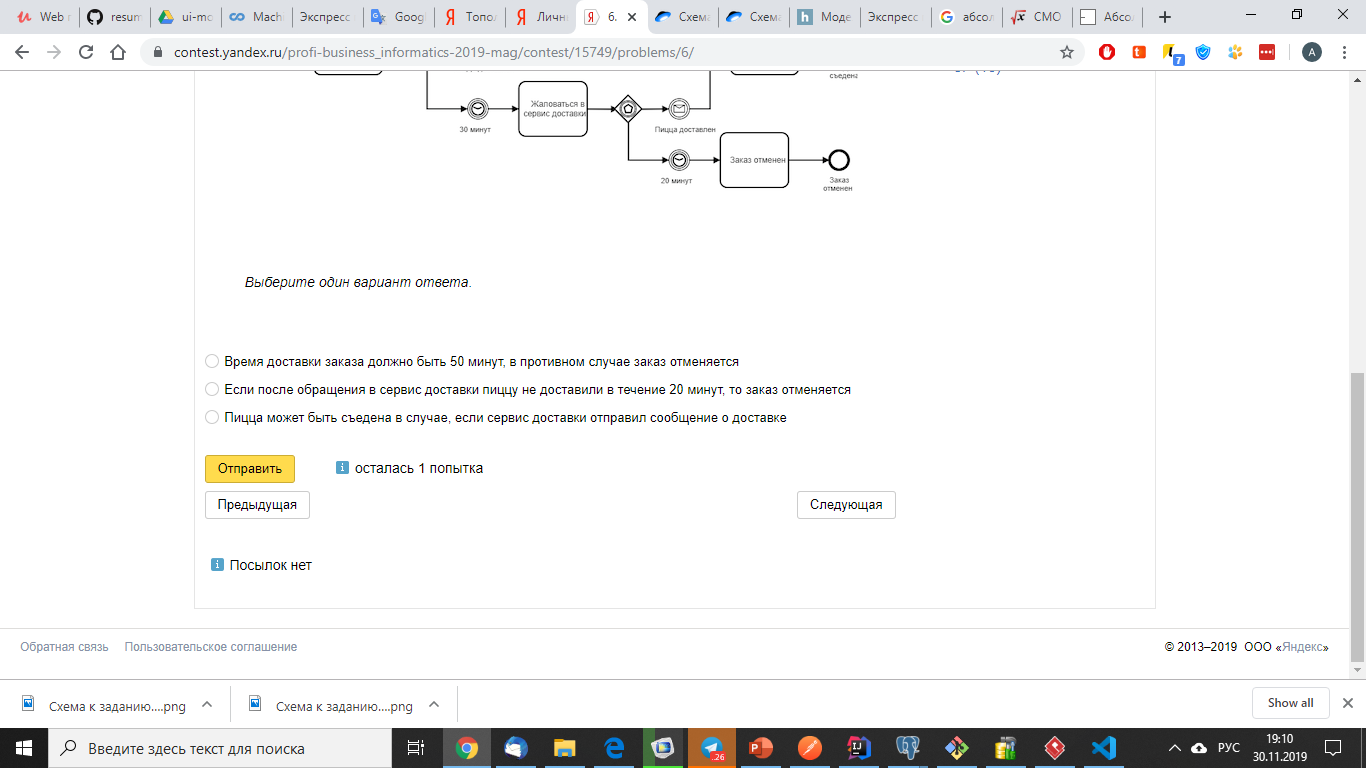 Web r
resum
ui-mc
Mach
Экспресс
Goog
Топол
Личн
6.
Схема
Схема
Моде
Экспресс
абсол
СМО
Абсо
contest.yandex.ru/profi-business_informatics-2019-mag/contest/15749/problems/6/
7
A
съедена
Жаловаться в
сервис доставки
30 минут
Пицца доставлен
Заказ отменен
20 минут
Заказ
отменен
Выберите один вариант ответа.
Время доставки заказа должно быть 50 минут, в противном случае заказ отменяется
Если после обращения в сервис доставки пиццу не доставили в течение 20 минут, то заказ отменяется
Пицца может быть съедена в случае, если сервис доставки отправил сообщение о доставке
Отправить
осталась 1 попытка
Предыдущая
Следующая
Посылок нет
Обратная связь
Пользовательское соглашение
© 2013–2019 ООО «Яндекс»
Схема к заданию....png
Схема к заданию....png
Show all
Введите здесь текст для поиска
26
РУС
19:10
30.11.2019